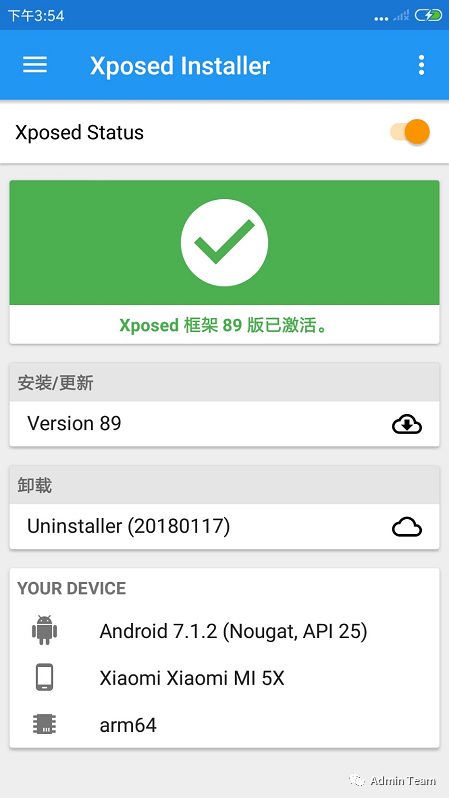 下午3:54
Xposed Installer
Xposed Status
Xposed 框架 89 版已激活。
安装/更新
Version 89
卸载
Uninstaller (20180117)
YOUR DEVICE
Android 7.1.2 (Nougat, API 25)
Xiaomi Xiaomi MI 5X
arm64
Admin Team